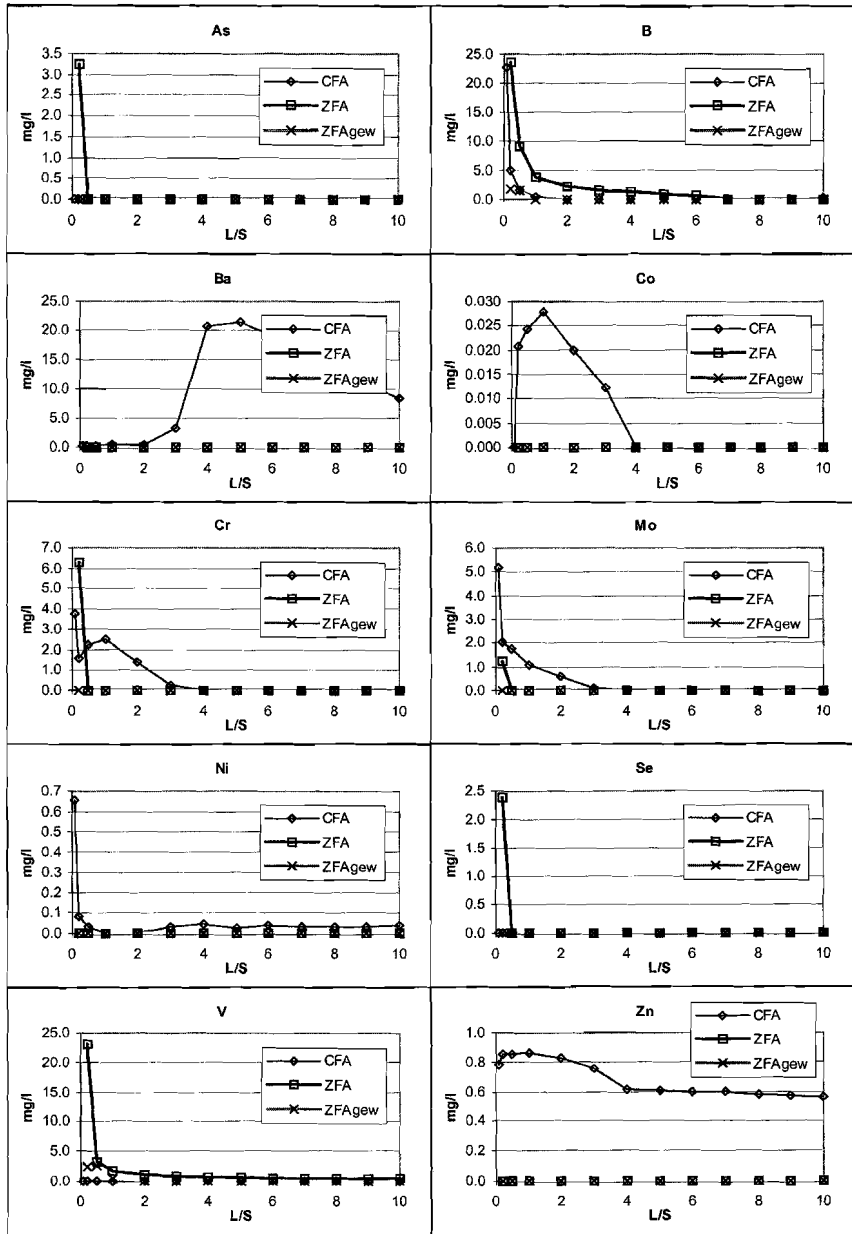 As
3.5
3.0
2.5
2.0
1.5
1.0
0.5
0.0
mg/l
0 2 4 6 8 10
L/S
CFA
ZFA
ZFAgew
B
25.0
20.0
15.0
10.0
5.0
0.0
mg/l
0 2 4 6 8 10
L/S
CFA
ZFA
ZFAgew
Ba
25.0
20.0
15.0
10.0
5.0
0.0
mg/l
0 2 4 6 8 10
L/S
CFA
ZFA
ZFAgew
Co
0.030
0.025
0.020
0.015
0.010
0.005
0.000
mg/l
0 2 4 6 8 10
L/S
CFA
ZFA
ZFAgew
Cr
7.0
6.0
5.0
4.0
3.0
2.0
1.0
0.0
mg/l
0 2 4 6 8 10
L/S
CFA
ZFA
ZFAgew
Mo
6.0
5.0
4.0
3.0
2.0
1.0
0.0
mg/l
0 2 4 6 8 10
L/S
CFA
ZFA
ZFAgew
Ni
0.7
0.6
0.5
0.4
0.3
0.2
0.1
0.0
mg/l
0 2 4 6 8 10
L/S
CFA
ZFA
ZFAgew
Se
2.5
2.0
1.5
1.0
0.5
0.0
mg/l
0 2 4 6 8 10
L/S
CFA
ZFA
ZFAgew
V
25.0
20.0
15.0
10.0
5.0
0.0
mg/l
0 2 4 6 8 10
L/S
CFA
ZFA
ZFAgew
Zn
1.0
0.8
0.6
0.4
0.2
0.0
mg/l
0 2 4 6 8 10
L/S
CFA
ZFA
ZFAgew